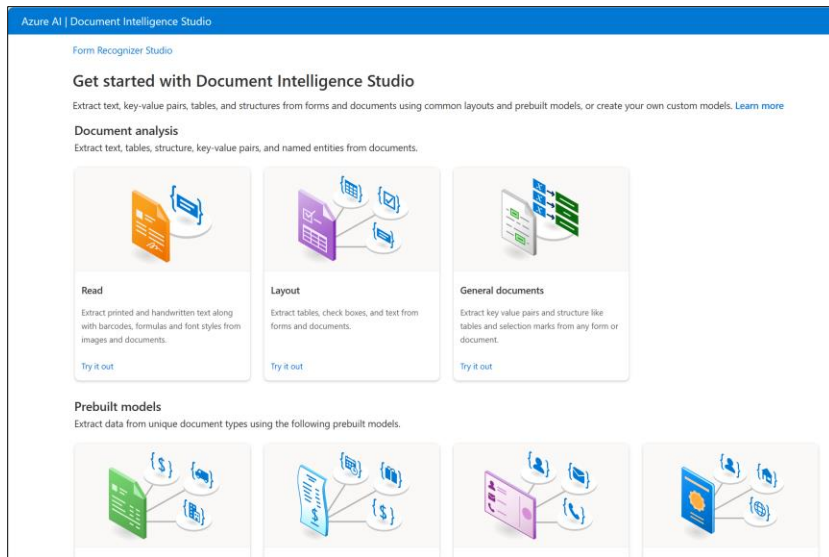 Azure AI | Document Intelligence Studio
Form Recognizer Studio
Get started with Document Intelligence Studio
Extract text, key-value pairs, tables, and structures from forms and documents using common layouts and prebuilt models, or create your own custom models. Learn more
Document analysis
Extract text, tables, structure, key-value pairs, and named entities from documents.
Read
Extract printed and handwritten text along
with barcodes, formulas and font styles from
images and documents.
Try it out
Layout
Extract tables, check boxes, and text from
forms and documents.
Try it out
General documents
Extract key value pairs and structure like
tables and selection marks from any form or
document.
Try it out
Prebuilt models
Extract data from unique document types using the following prebuilt models.